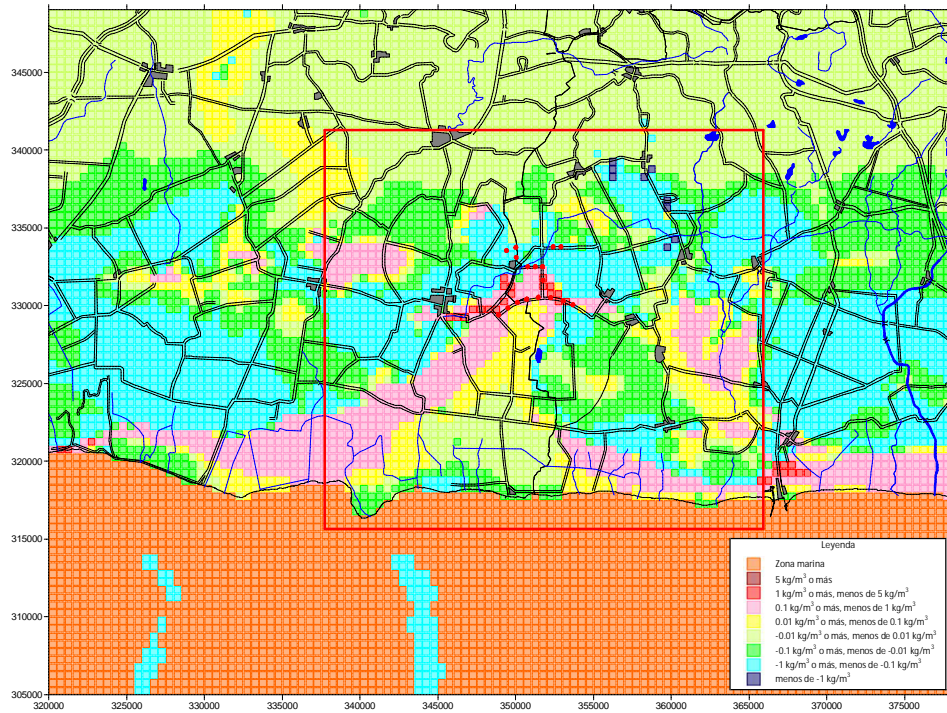 345000
340000
335000
330000
325000
320000
315000
310000
305000
320000 325000 330000 335000 340000 345000 350000 355000 360000 365000 370000 375000
Leyenda
Zona marina
5 kg/m³ o más
1 kg/m³ o más, menos de 5 kg/m³
0.1 kg/m³ o más, menos de 1 kg/m³
0.01 kg/m³ o más, menos de 0.1 kg/m³
-0.01 kg/m³ o más, menos de 0.01 kg/m³
-0.1 kg/m³ o más, menos de -0.01 kg/m³
-1 kg/m³ o más, menos de -0.1 kg/m³
menos de -1 kg/m³